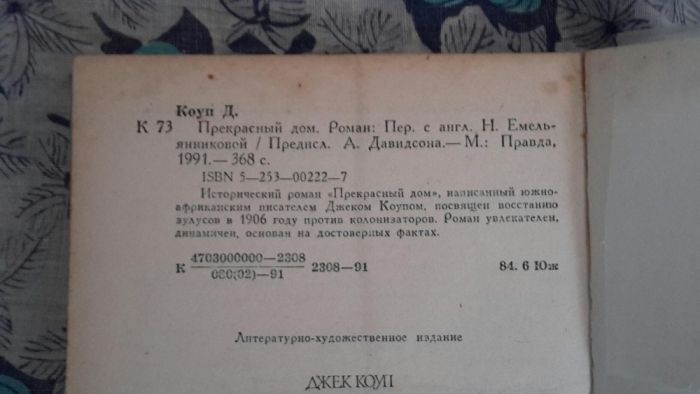 Коуп Д.
К 73 Прекрасный дом. Роман: Пер. с англ. Н. Емель-
янниковой / Предисл. А. Давидсона.— М.: Правда,
1991.— 368 с.
ISBN 5—253—00222—7
Исторический роман «Прекрасный дом», написанный южно-
африканским писателем Джеком Коупом, посвящен восстанию
зулусов в 1906 году против колонизаторов. Роман увлекателен,
динамичен, основан на достоверных фактах.
4703000000—2308
К 2308—91 84. 6 Юж
080(02)—91
Литературно-художественное издание
ДЖЕК КОУП